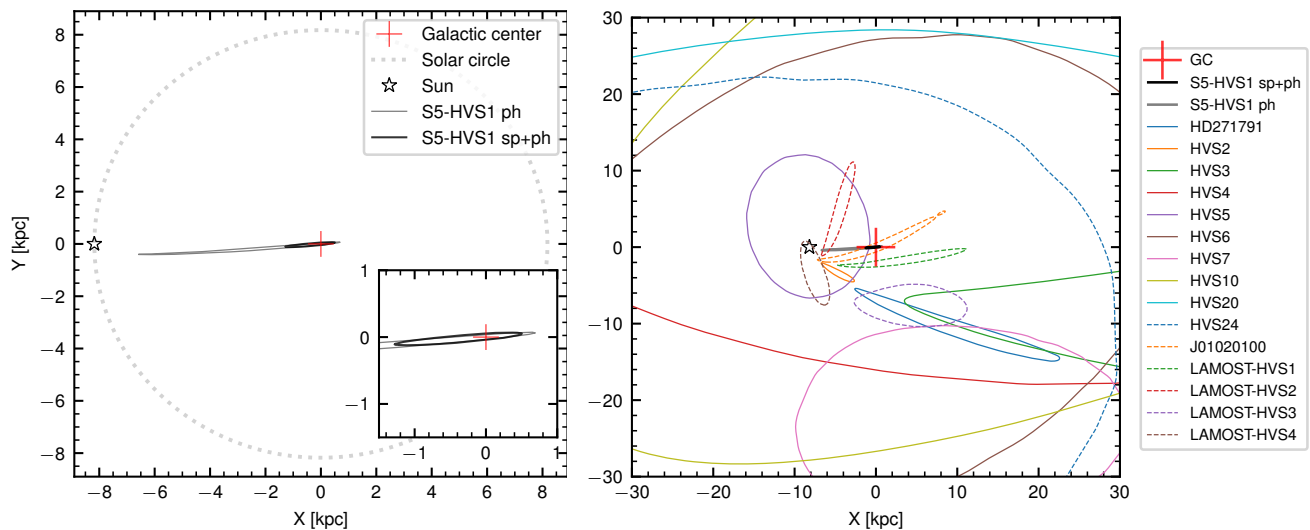 8
6
4
2
0
−2
−4
−6
−8
Y [kpc]
−8
−6
−4
−2
0
2
4
6
8
X [kpc]
Galactic center
Solar circle
Sun
S5-HVS1 ph
S5-HVS1 sp+ph
1
0
−1
−1
0
1
30
20
10
0
−10
−20
−30
−30
−20
−10
0
10
20
30
X [kpc]
GC
S5-HVS1 sp+ph
S5-HVS1 ph
HD271791
HVS2
HVS3
HVS4
HVS5
HVS6
HVS7
HVS10
HVS20
HVS24
J01020100
LAMOST-HVS1
LAMOST-HVS2
LAMOST-HVS3
LAMOST-HVS4